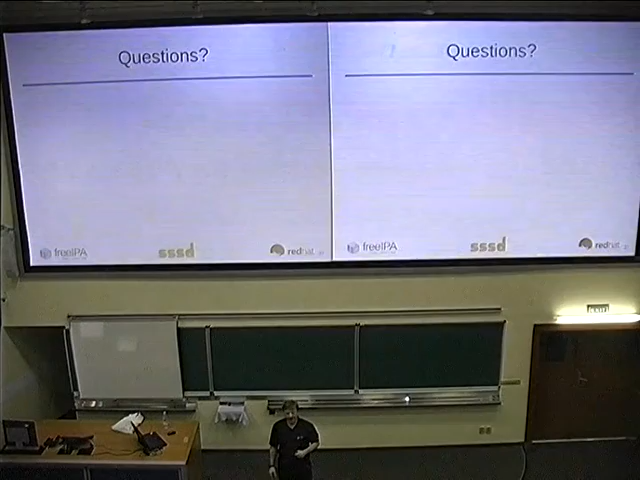 Questions?
freeIPA
sssd
redhat
Questions?
freeIPA
sssd
redhat